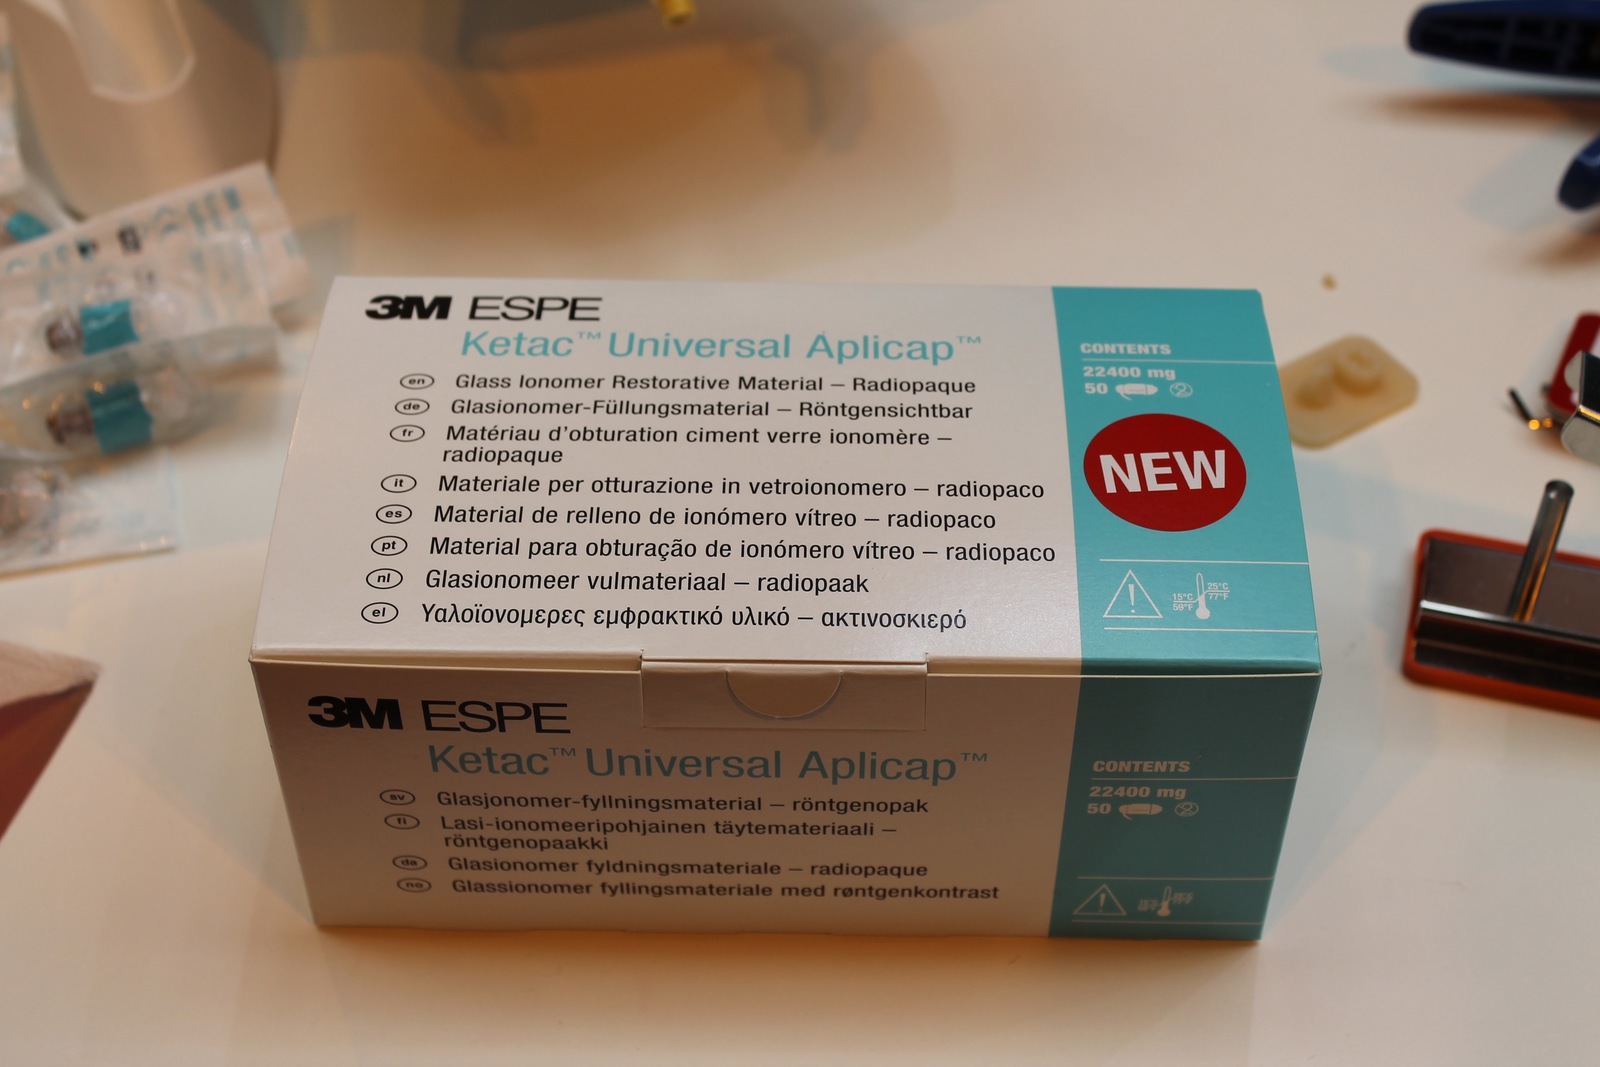 3M ESPE
Ketac™ Universal Aplicap™
en Glass Ionomer Restorative Material – Radiopaque
de Glasionomer-Füllungsmaterial – Röntgensichtbar
fr Matériau d'obturation ciment verre ionomère –
radiopaque
it Materiale per otturazione in vetroionomero – radiopaco
es Material de relleno de ionómero vítreo – radiopaco
pt Material para obturação de ionómero vítreo – radiopaco
nl Glasionomeer vulmateriaal – radiopaak
el Υαλοϊονομερες εμφρακτικό υλικό – ακτινοσκιερό
CONTENTS
22400 mg
50
NEW
15°C
59°F
25°C
77°F
3M ESPE
Ketac™ Universal Aplicap™
sv Glasjonomer-fyllningsmaterial – röntgenopak
fi Lasi-ionomeeripohjainen täytemateriaali –
röntgenopaakki
da Glasionomer fyldningsmateriale – radiopaque
no Glassionomer fyllingsmateriale med røntgenkontrast
CONTENTS
22400 mg
50